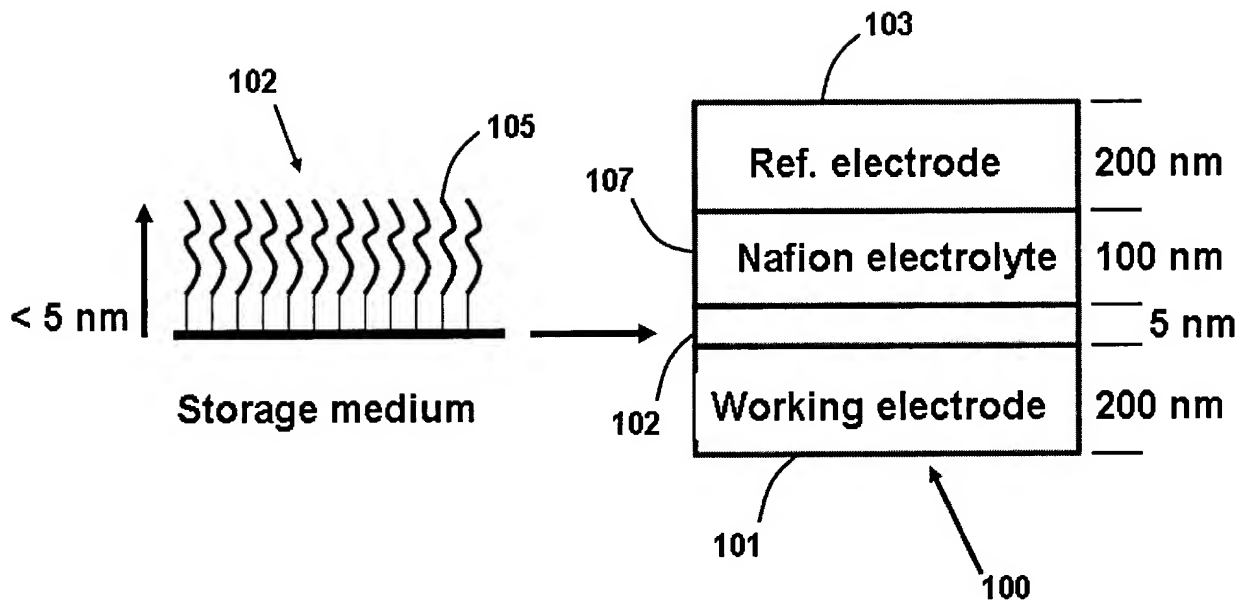 103
102
105
Ref. electrode
200 nm
107
Nafion electrolyte
100 nm
< 5 nm
5 nm
Storage medium
102
Working electrode
200 nm
101
100